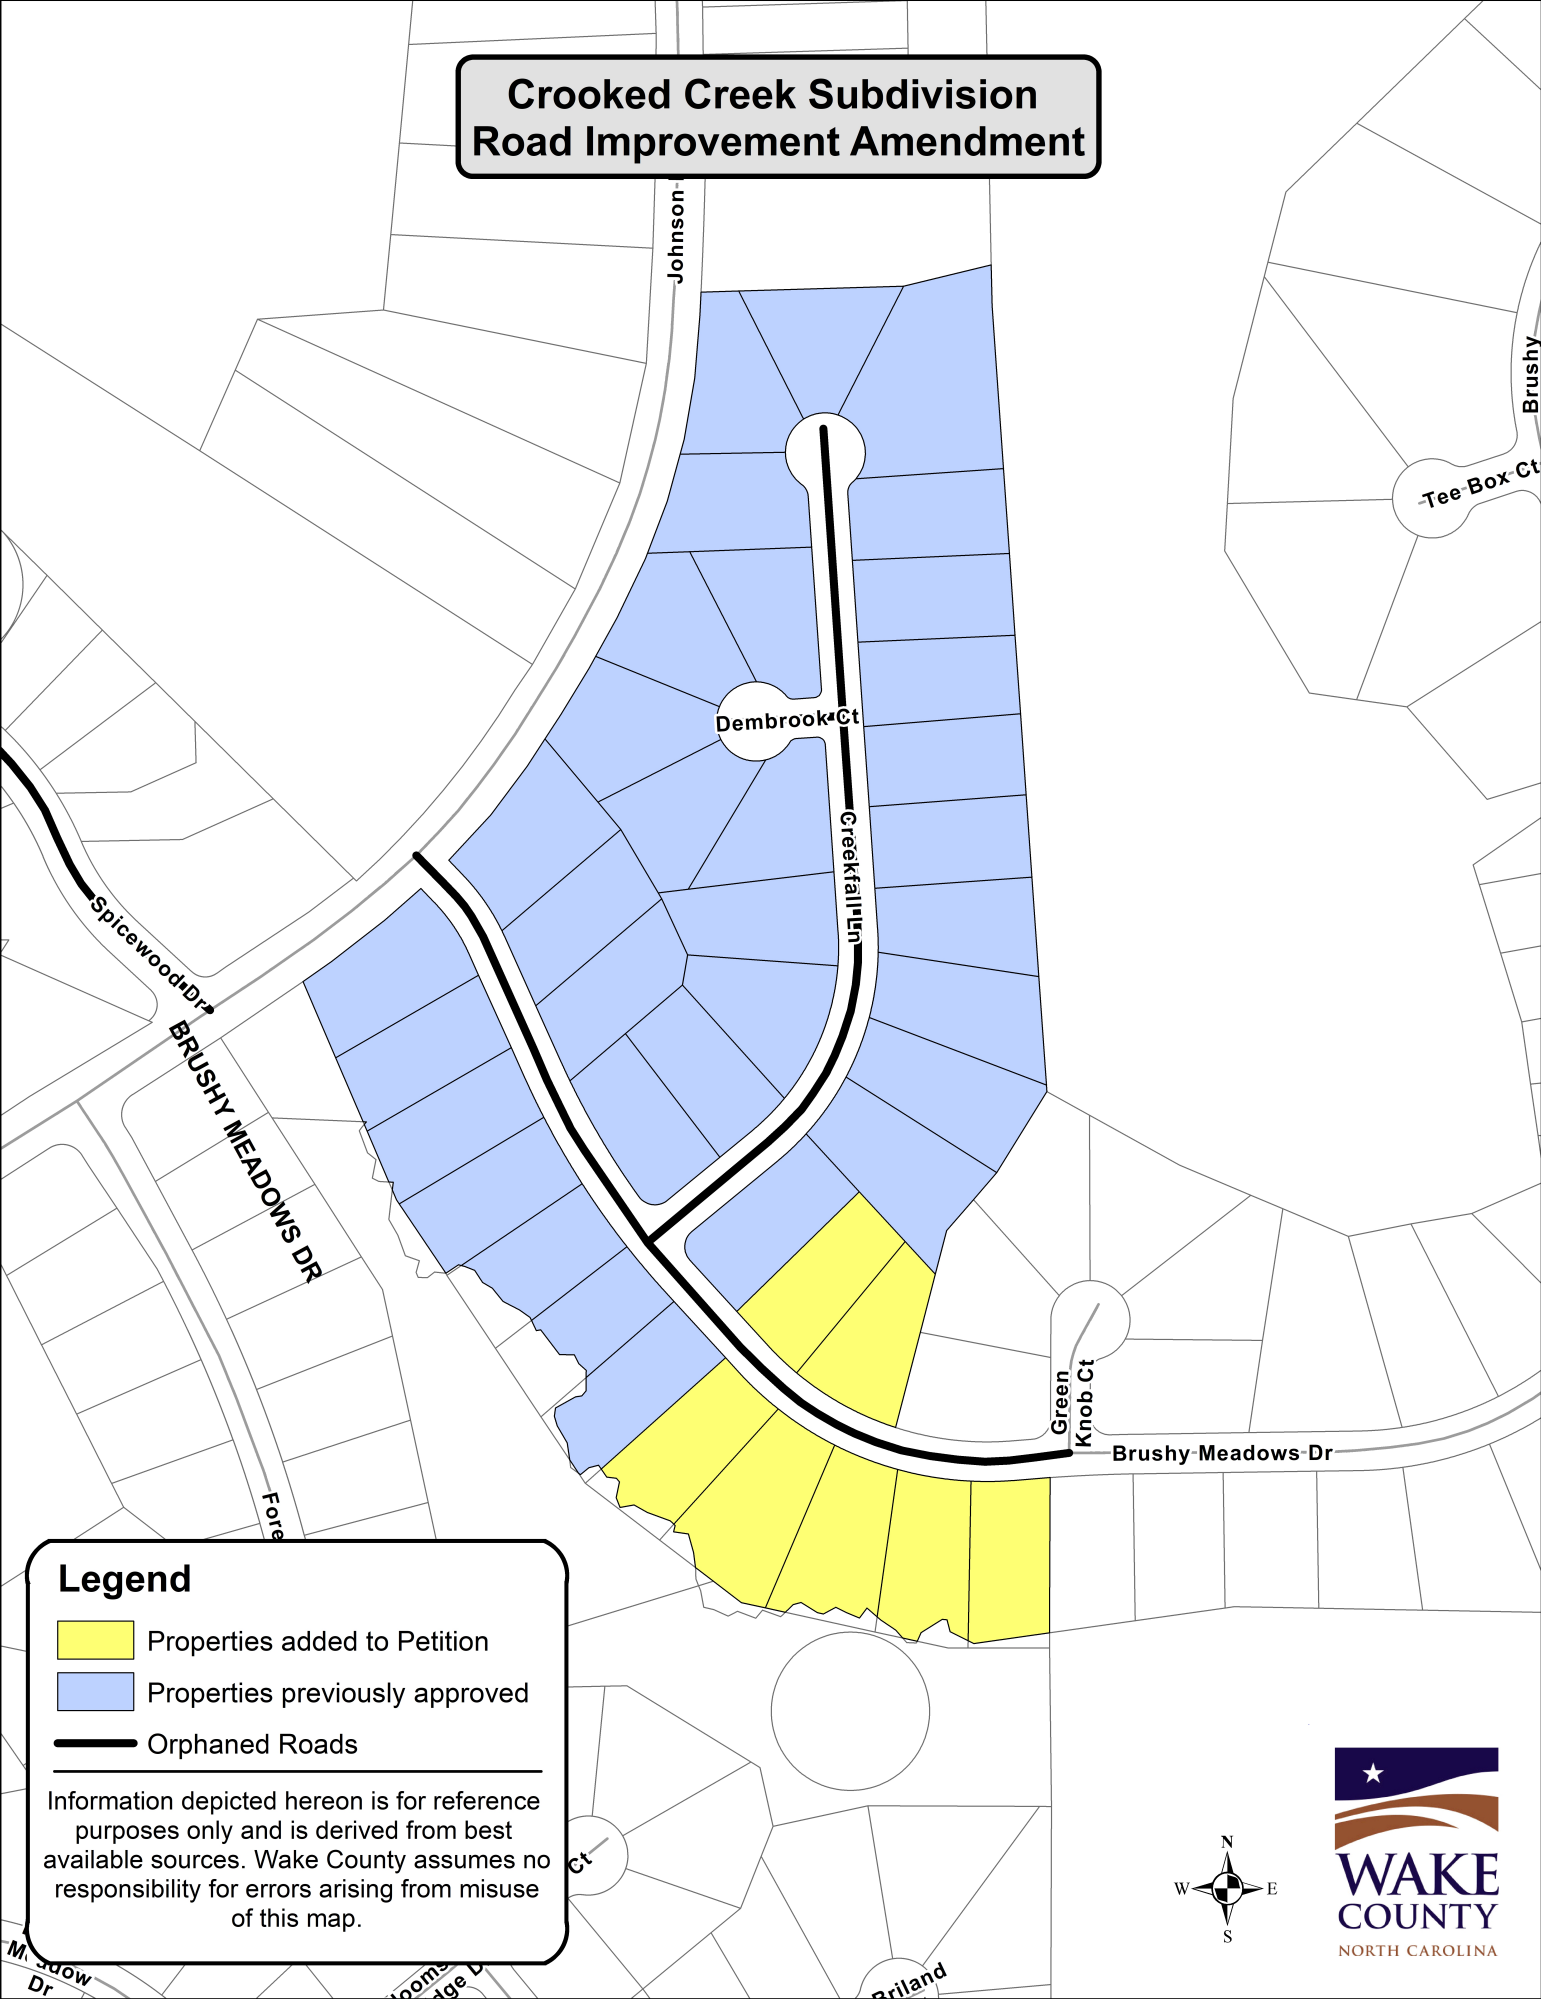 Crooked Creek Subdivision
Road Improvement Amendment
Johnson
Brushy
Tee Box Ct
Dembrook Ct
Creekfall Ln
Spicewood Dr
BRUSHY MEADOWS DR
Green
Knob Ct
Brushy Meadows Dr
Fore
Legend
Properties added to Petition
Properties previously approved
Orphaned Roads
Information depicted hereon is for reference
purposes only and is derived from best
available sources. Wake County assumes no
responsibility for errors arising from misuse
of this map.
Ct
Dr
Briland
N
W E
S
WAKE
COUNTY
NORTH CAROLINA